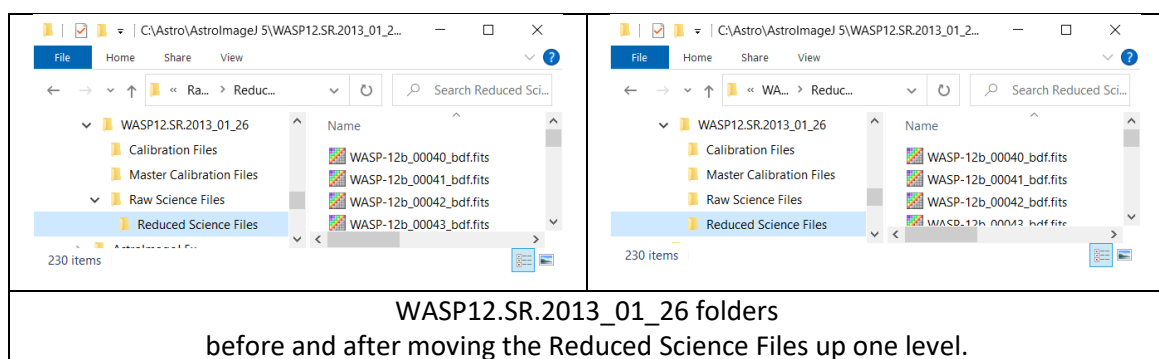 C:\Astro\AstroImageJ 5\WASP12.SR.2013_01_2...
File Home Share View
« Ra... > Reduc... Search Reduced Sci...
WASP12.SR.2013_01_26
Calibration Files
Master Calibration Files
Raw Science Files
Reduced Science Files
Name
WASP-12b_00040_bdf.fits
WASP-12b_00041_bdf.fits
WASP-12b_00042_bdf.fits
WASP-12b_00043_bdf.fits
230 items
C:\Astro\AstroImageJ 5\WASP12.SR.2013_01_2...
File Home Share View
« WA... > Reduc... Search Reduced Sci...
WASP12.SR.2013_01_26
Calibration Files
Master Calibration Files
Raw Science Files
Reduced Science Files
Name
WASP-12b_00040_bdf.fits
WASP-12b_00041_bdf.fits
WASP-12b_00042_bdf.fits
WASP-12b_00043_bdf.fits
230 items
WASP12.SR.2013_01_26 folders
before and after moving the Reduced Science Files up one level.